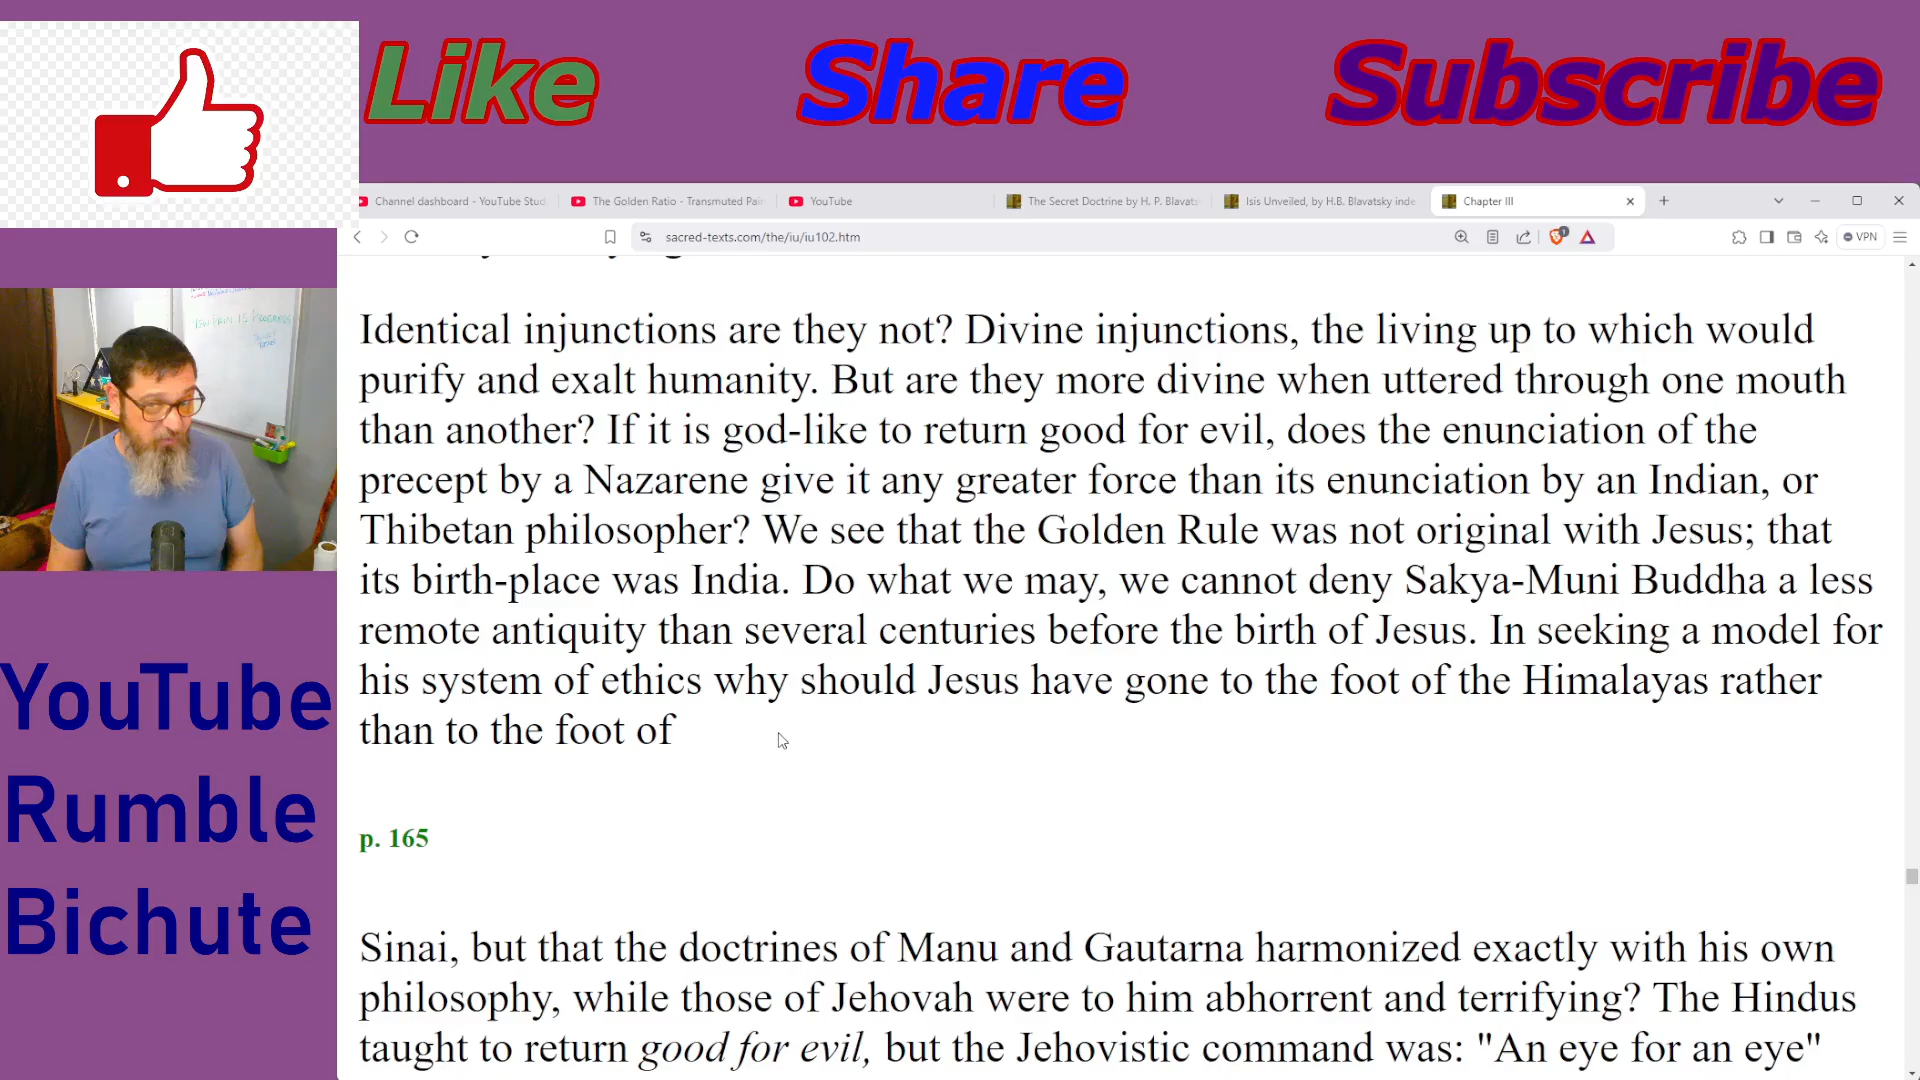 Like Share Subscribe
Channel dashboard - YouTube Stud
The Golden Ratio - Transmuted Pai
YouTube
The Secret Doctrine by H. P. Blavats
Isis Unveiled, by H.B. Blavatsky inde
Chapter III
sacred-texts.com/the/iu/iu102.htm
1
VPN
Identical injunctions are they not? Divine injunctions, the living up to which would
purify and exalt humanity. But are they more divine when uttered through one mouth
than another? If it is god-like to return good for evil, does the enunciation of the
precept by a Nazarene give it any greater force than its enunciation by an Indian, or
Thibetan philosopher? We see that the Golden Rule was not original with Jesus; that
its birth-place was India. Do what we may, we cannot deny Sakya-Muni Buddha a less
remote antiquity than several centuries before the birth of Jesus. In seeking a model for
his system of ethics why should Jesus have gone to the foot of the Himalayas rather
than to the foot of
p. 165
Sinai, but that the doctrines of Manu and Gautarna harmonized exactly with his own
philosophy, while those of Jehovah were to him abhorrent and terrifying? The Hindus
taught to return good for evil, but the Jehovistic command was: "An eye for an eye"
YouTube
Rumble
Bichute